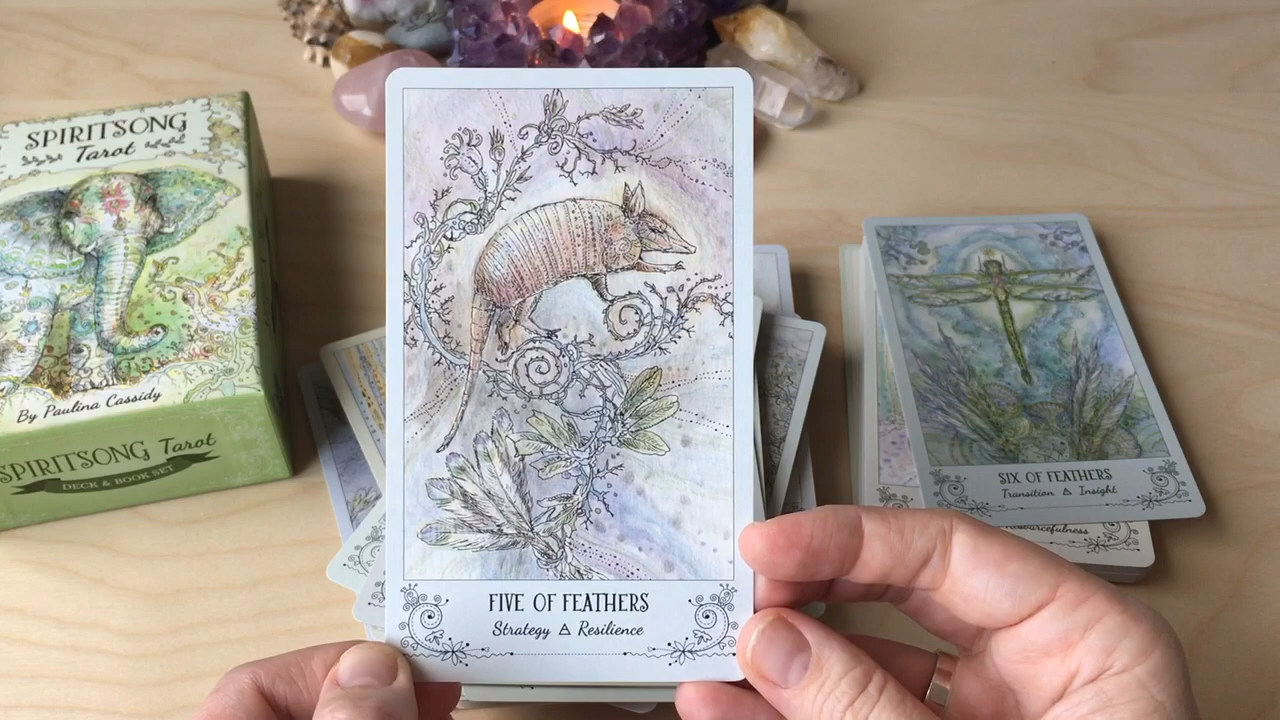 SPIRITSONG
Tarot
By Paulina Cassidy
SPIRITSONG Tarot
DECK & BOOK SET
FIVE OF FEATHERS
Strategy Resilience
SIX OF FEATHERS
Transition Insight